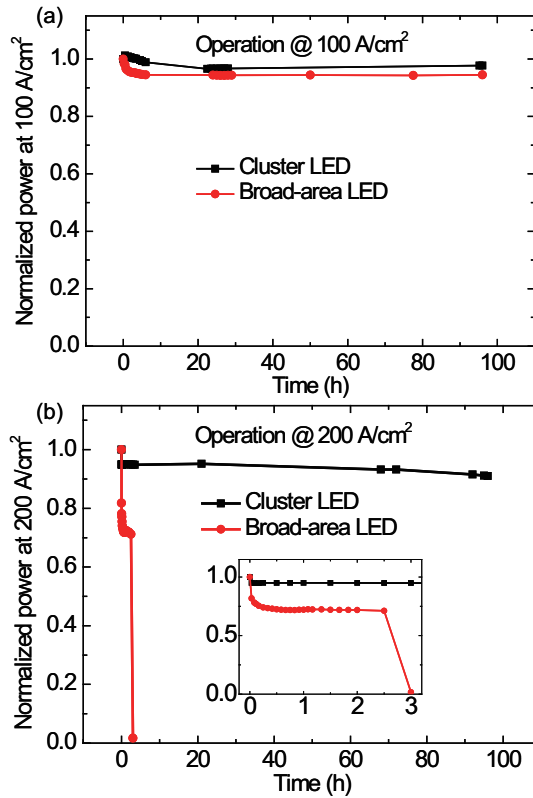 (a)
Operation @ 100 A/cm²
Cluster LED
Broad-area LED
Normalized power at 100 A/cm²
1.0
0.8
0.6
0.4
0.2
0.0
0 20 40 60 80 100
Time (h)
(b)
Operation @ 200 A/cm²
Cluster LED
Broad-area LED
Normalized power at 200 A/cm²
1.0
0.8
0.6
0.4
0.2
0.0
1.0
0.5
0.0
0 1 2 3
0 20 40 60 80 100
Time (h)